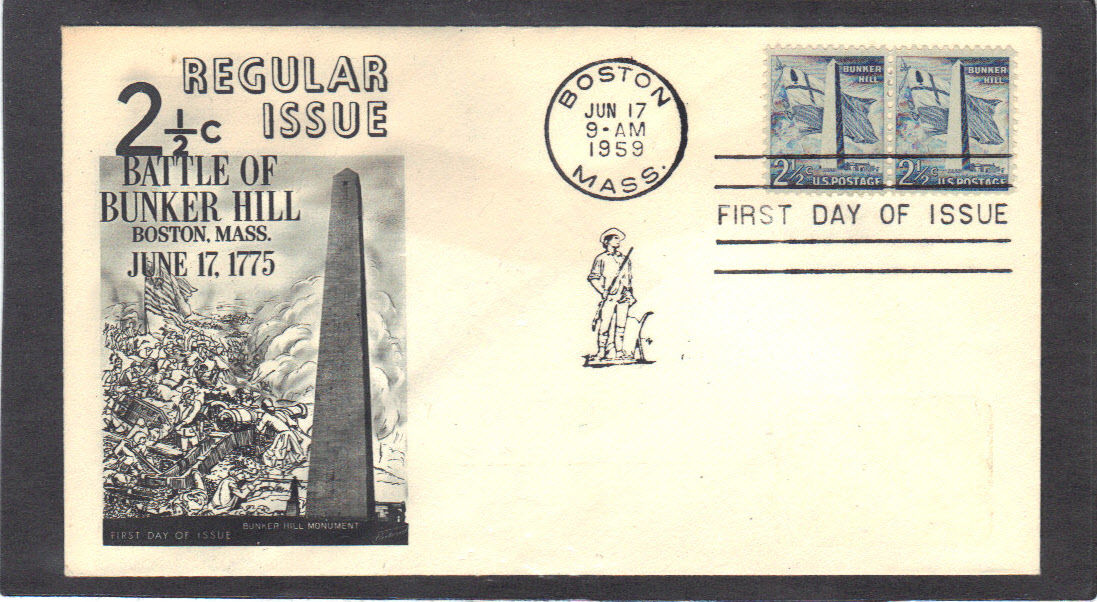 REGULAR
ISSUE
2½c
BATTLE OF
BUNKER HILL
BOSTON, MASS.
JUNE 17, 1775
BUNKER HILL MONUMENT
FIRST DAY OF ISSUE
BOSTON
JUN 17
9-AM
1959
MASS.
BUNKER
HILL
2½c
U.S. POSTAGE
BUNKER
HILL
2½c
U.S. POSTAGE
FIRST DAY OF ISSUE